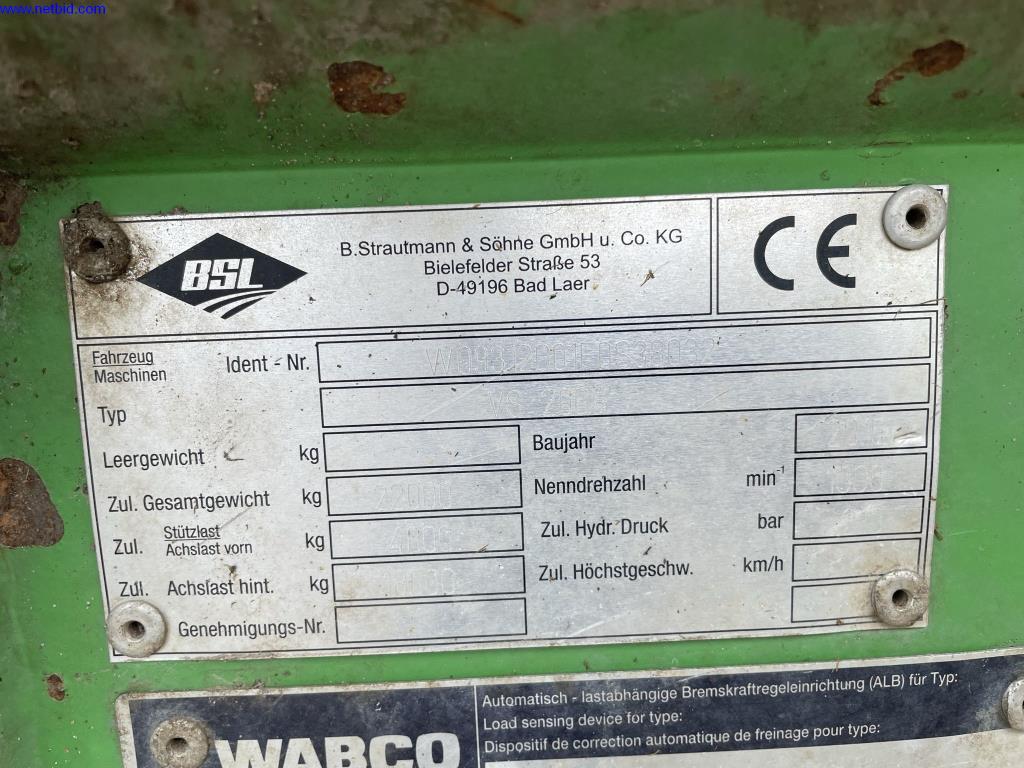 www.netbid.com
BSL
B.Strautmann & Söhne GmbH u. Co. KG
Bielefelder Straße 53
D-49196 Bad Laer
CE
Fahrzeug
Maschinen
Ident - Nr.
Typ VS
Leergewicht kg
Baujahr
Zul. Gesamtgewicht kg
Nenndrehzahl min⁻¹
Zul. Stützlast
Achslast vorn kg
Zul. Hydr. Druck bar
Zul. Achslast hint. kg
Zul. Höchstgeschw. km/h
Genehmigungs-Nr.
WABCO
Automatisch - lastabhängige Bremskraftregeleinrichtung (ALB) für Typ:
Load sensing device for type:
Dispositif de correction automatique de freinage pour type: